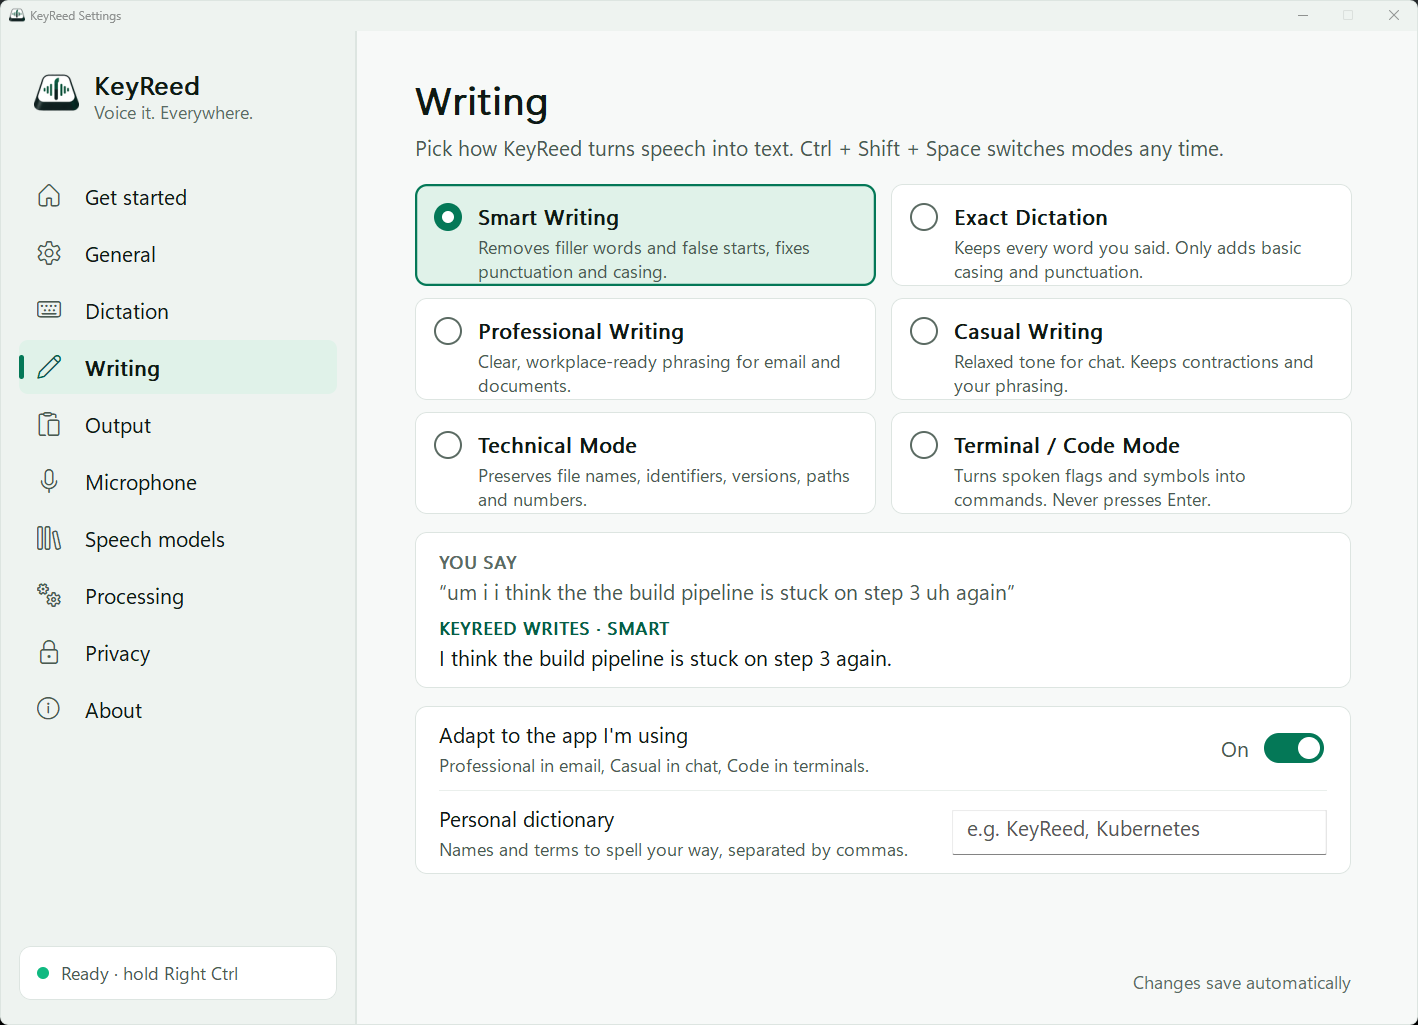 KeyReed Settings
KeyReed
Voice it. Everywhere.
Get started
General
Dictation
Writing
Output
Microphone
Speech models
Processing
Privacy
About
Ready · hold Right Ctrl
Writing
Pick how KeyReed turns speech into text. Ctrl + Shift + Space switches modes any time.
Smart Writing
Removes filler words and false starts, fixes
punctuation and casing.
Exact Dictation
Keeps every word you said. Only adds basic
casing and punctuation.
Professional Writing
Clear, workplace-ready phrasing for email and
documents.
Casual Writing
Relaxed tone for chat. Keeps contractions and
your phrasing.
Technical Mode
Preserves file names, identifiers, versions, paths
and numbers.
Terminal / Code Mode
Turns spoken flags and symbols into
commands. Never presses Enter.
YOU SAY
“um i i think the the build pipeline is stuck on step 3 uh again”
KEYREED WRITES · SMART
I think the build pipeline is stuck on step 3 again.
Adapt to the app I'm using
Professional in email, Casual in chat, Code in terminals.
On
Personal dictionary
Names and terms to spell your way, separated by commas.
e.g. KeyReed, Kubernetes
Changes save automatically